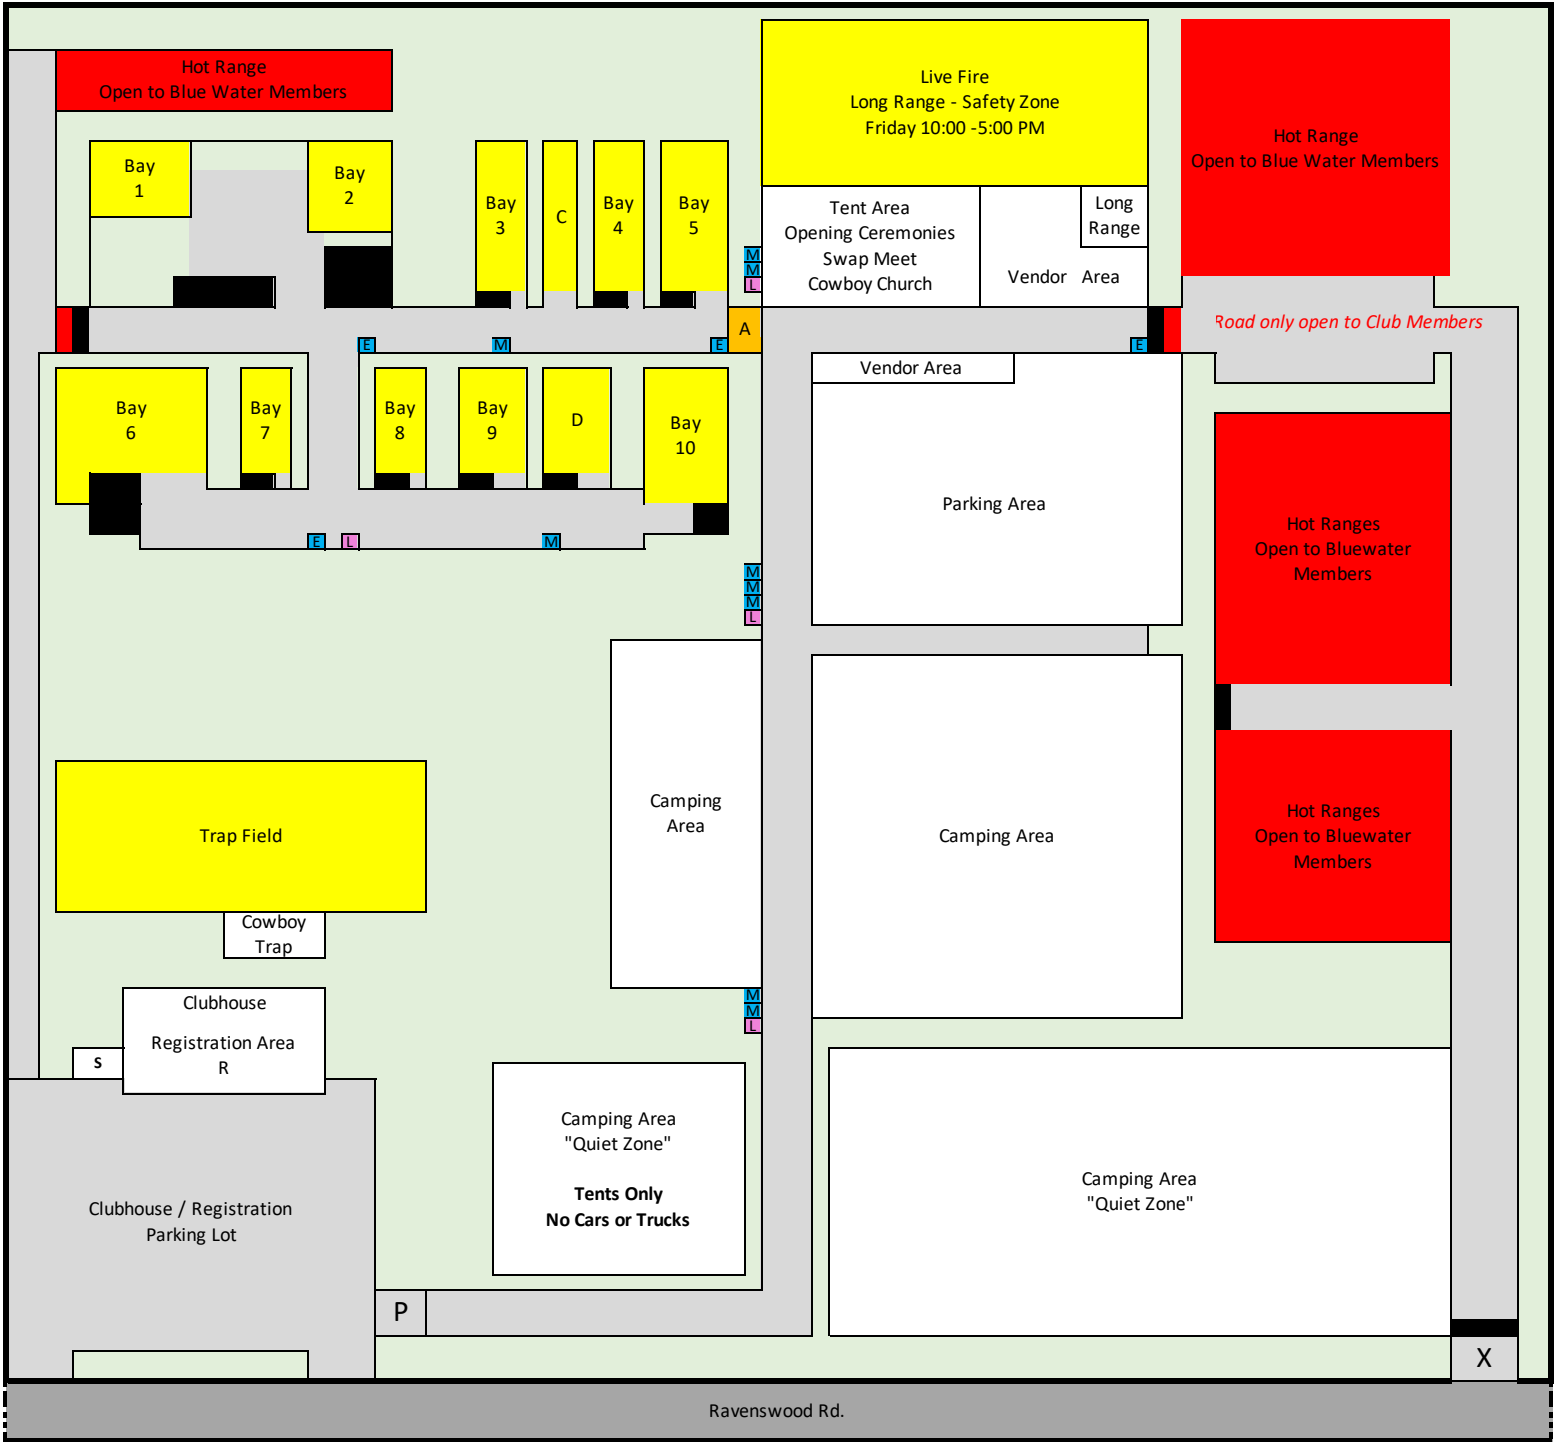 Hot Range
Open to Blue Water Members
Live Fire
Long Range - Safety Zone
Friday 10:00 -5:00 PM
Hot Range
Open to Blue Water Members
Bay
1
Bay
2
Bay
3
C
Bay
4
Bay
5
Tent Area
Opening Ceremonies
Swap Meet
Cowboy Church
Long
Range
Vendor Area
M
M
L
A
Road only open to Club Members
E
M
E
E
Vendor Area
Bay
6
Bay
7
Bay
8
Bay
9
D
Bay
10
Parking Area
Hot Ranges
Open to Bluewater
Members
E
L
M
M
M
M
L
Camping
Area
Camping Area
Hot Ranges
Open to Bluewater
Members
Trap Field
Cowboy
Trap
Clubhouse
Registration Area
R
S
M
M
L
Camping Area
"Quiet Zone"
Tents Only
No Cars or Trucks
Camping Area
"Quiet Zone"
Clubhouse / Registration
Parking Lot
P
X
Ravenswood Rd.